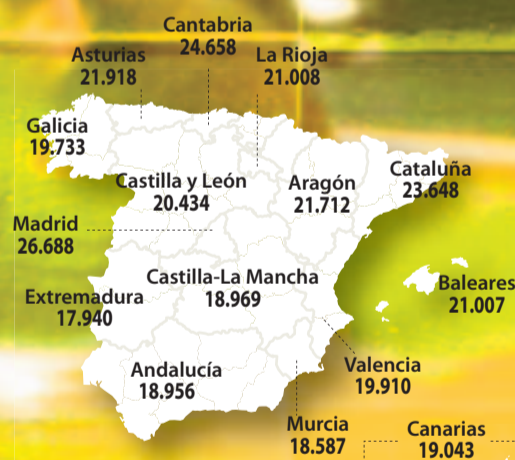 Cantabria
24.658
Asturias
21.918
La Rioja
21.008
Galicia
19.733
Castilla y León
20.434
Aragón
21.712
Cataluña
23.648
Madrid
26.688
Castilla-La Mancha
18.969
Baleares
21.007
Extremadura
17.940
Andalucía
18.956
Valencia
19.910
Murcia
18.587
Canarias
19.043